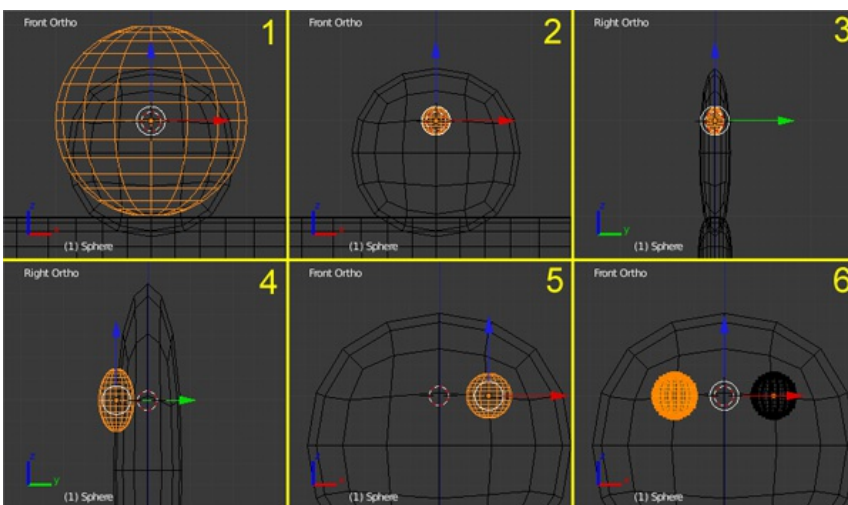 Front Ortho
1
z
x
(1) Sphere
Front Ortho
2
z
x
(1) Sphere
Right Ortho
3
z
y
(1) Sphere
Right Ortho
4
z
y
(1) Sphere
Front Ortho
5
z
x
(1) Sphere
Front Ortho
6
z
x
(1) Sphere